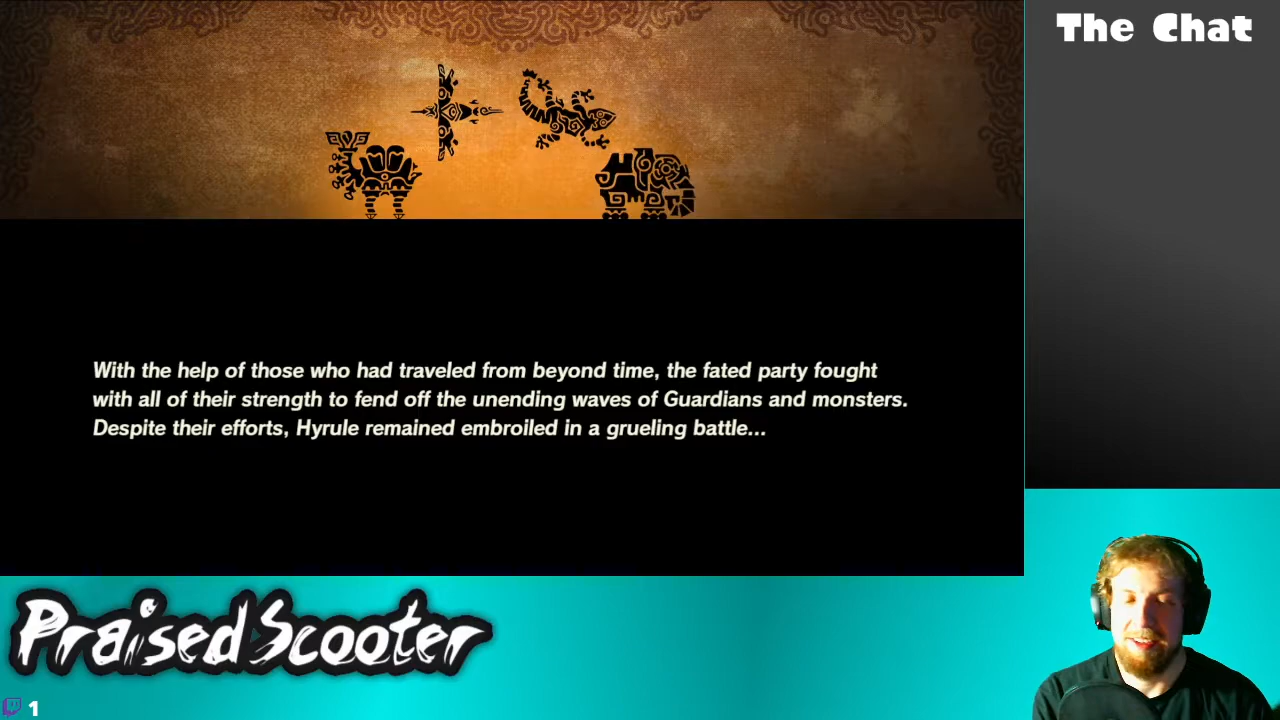 The Chat
With the help of those who had traveled from beyond time, the fated party fought
with all of their strength to fend off the unending waves of Guardians and monsters.
Despite their efforts, Hyrule remained embroiled in a grueling battle...
PraisedScooter
1